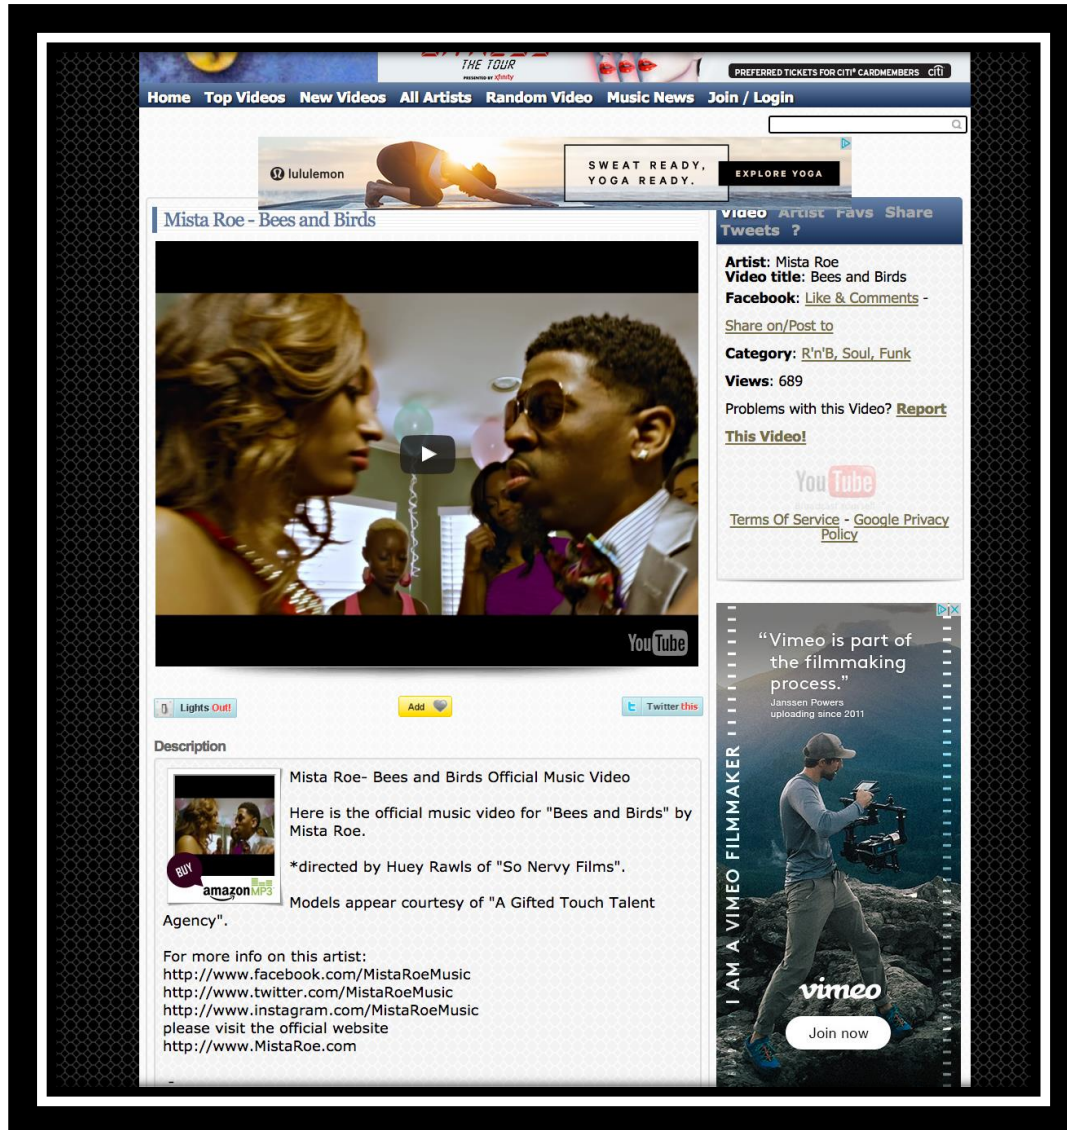 THE TOUR
PRESENTED BY xfinity
PREFERRED TICKETS FOR CITI® CARDMEMBERS citi
Home Top Videos New Videos All Artists Random Video Music News Join / Login
lululemon
SWEAT READY,
YOGA READY.
EXPLORE YOGA
Mista Roe - Bees and Birds
Video Artist Favs Share
Tweets ?
Artist: Mista Roe
Video title: Bees and Birds
Facebook: Like & Comments -
Share on/Post to
Category: R'n'B, Soul, Funk
Views: 689
Problems with this Video? Report
This Video!
YouTube
Terms Of Service - Google Privacy
Policy
YouTube
Lights Out!
Add
Twitter this
Description
BUY
amazonMP3
Mista Roe- Bees and Birds Official Music Video
Here is the official music video for "Bees and Birds" by
Mista Roe.
*directed by Huey Rawls of "So Nervy Films".
Models appear courtesy of "A Gifted Touch Talent
Agency".
For more info on this artist:
http://www.facebook.com/MistaRoeMusic
http://www.twitter.com/MistaRoeMusic
http://www.instagram.com/MistaRoeMusic
please visit the official website
http://www.MistaRoe.com
“Vimeo is part of
the filmmaking
process.”
Janssen Powers
uploading since 2011
I AM A VIMEO FILMMAKER
vimeo
Join now